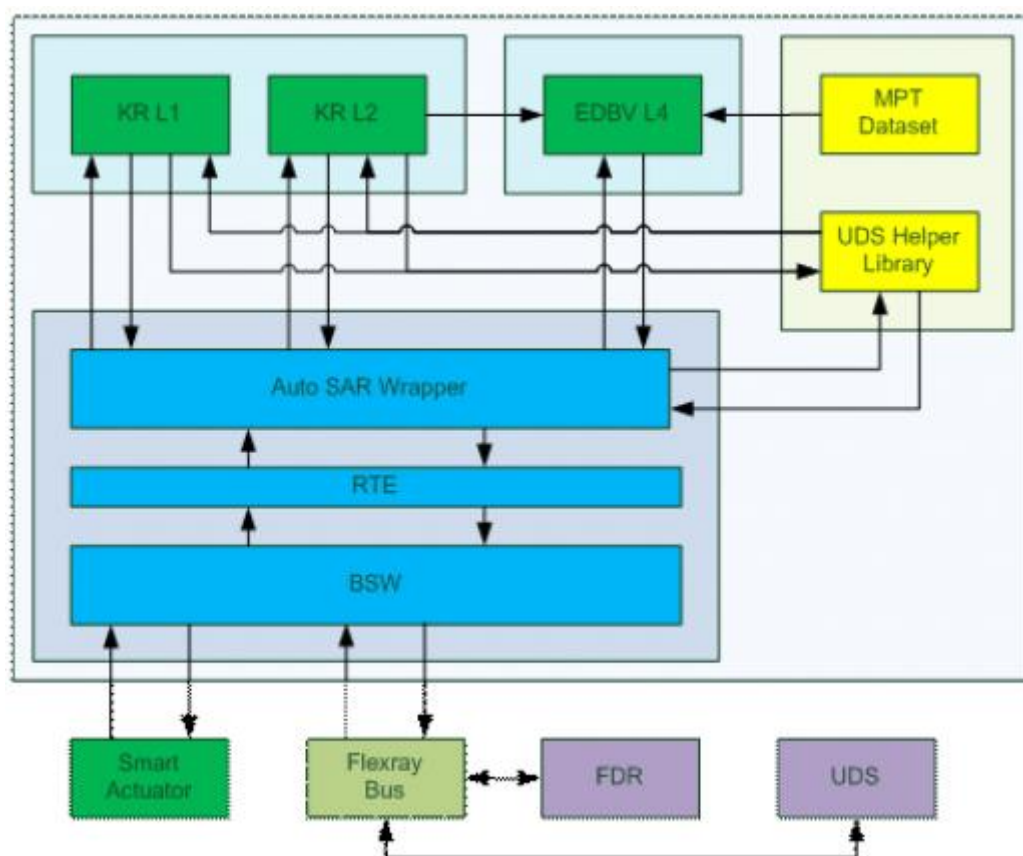 KR L1
KR L2
EDBV L4
MPT
Dataset
UDS Helper
Library
Auto SAR Wrapper
RTE
BSW
Smart
Actuator
Flexray
Bus
FDR
UDS